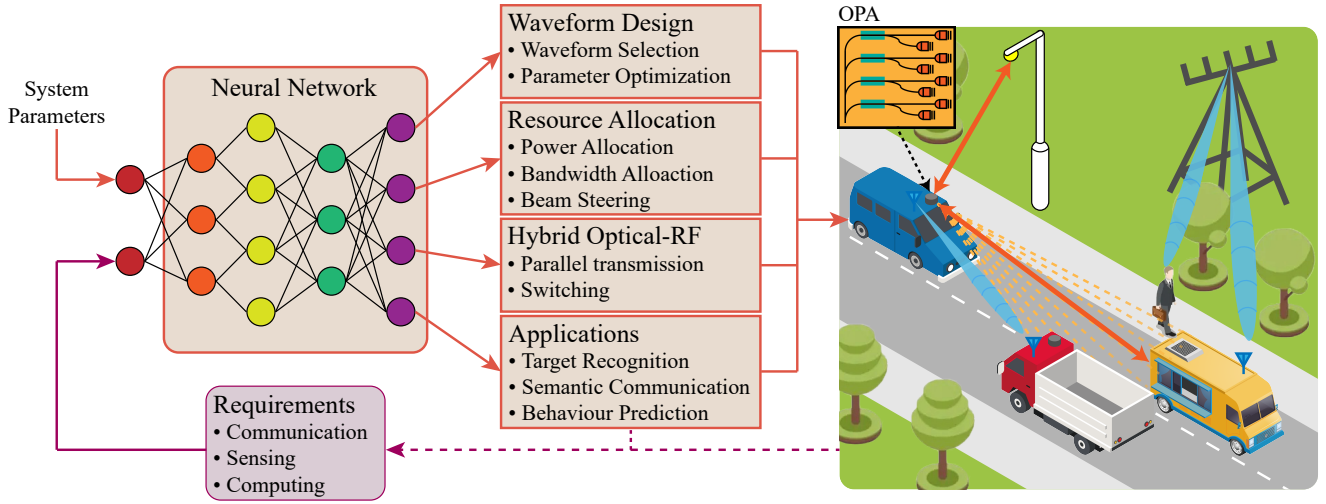 OPA
System
Parameters
Neural Network
Waveform Design
• Waveform Selection
• Parameter Optimization
Resource Allocation
• Power Allocation
• Bandwidth Alloaction
• Beam Steering
Hybrid Optical-RF
• Parallel transmission
• Switching
Applications
• Target Recognition
• Semantic Communication
• Behaviour Prediction
Requirements
• Communication
• Sensing
• Computing